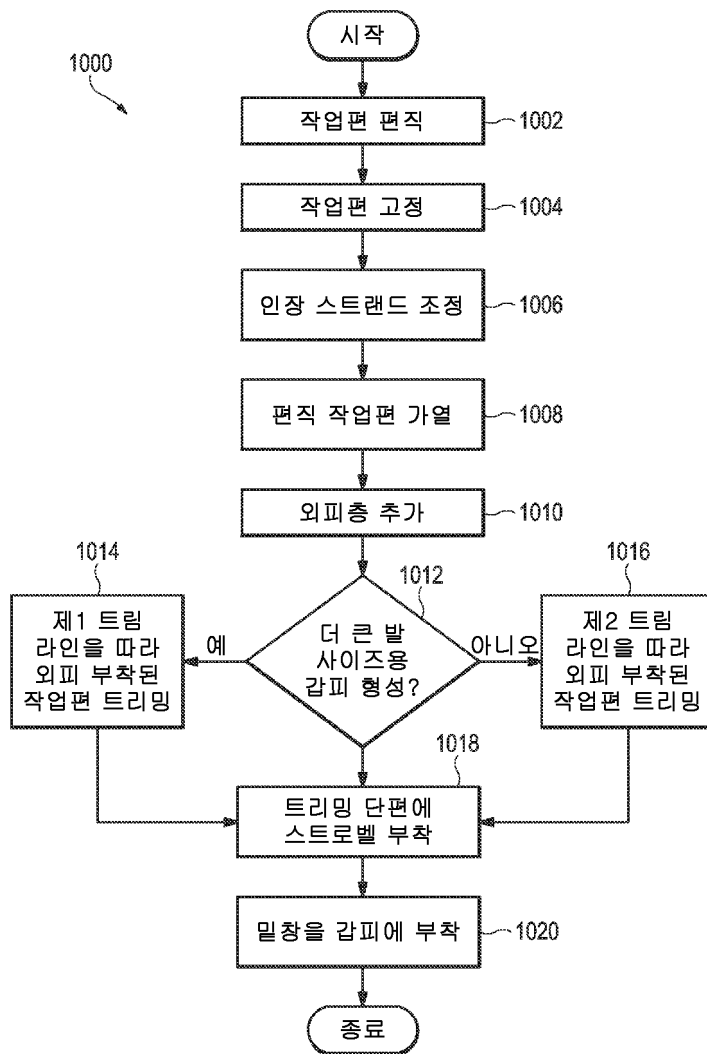 시작
1000
작업편 편직
1002
작업편 고정
1004
인장 스트랜드 조정
1006
편직 작업편 가열
1008
외피층 추가
1010
1014
1012
1016
제1 트림
라인을 따라
외피 부착된
작업편 트리밍
예
더 큰 발
사이즈용
갑피 형성?
아니오
제2 트림
라인을 따라
외피 부착된
작업편 트리밍
1018
트리밍 단편에
스트로벨 부착
밑창을 갑피에 부착
1020
종료